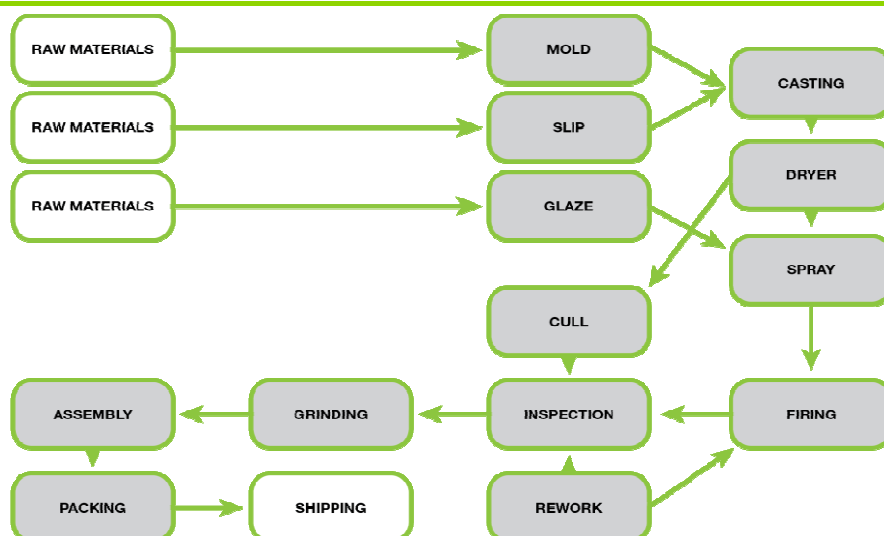 RAW MATERIALS
MOLD
CASTING
RAW MATERIALS
SLIP
DRYER
RAW MATERIALS
GLAZE
SPRAY
CULL
ASSEMBLY
GRINDING
INSPECTION
FIRING
PACKING
SHIPPING
REWORK